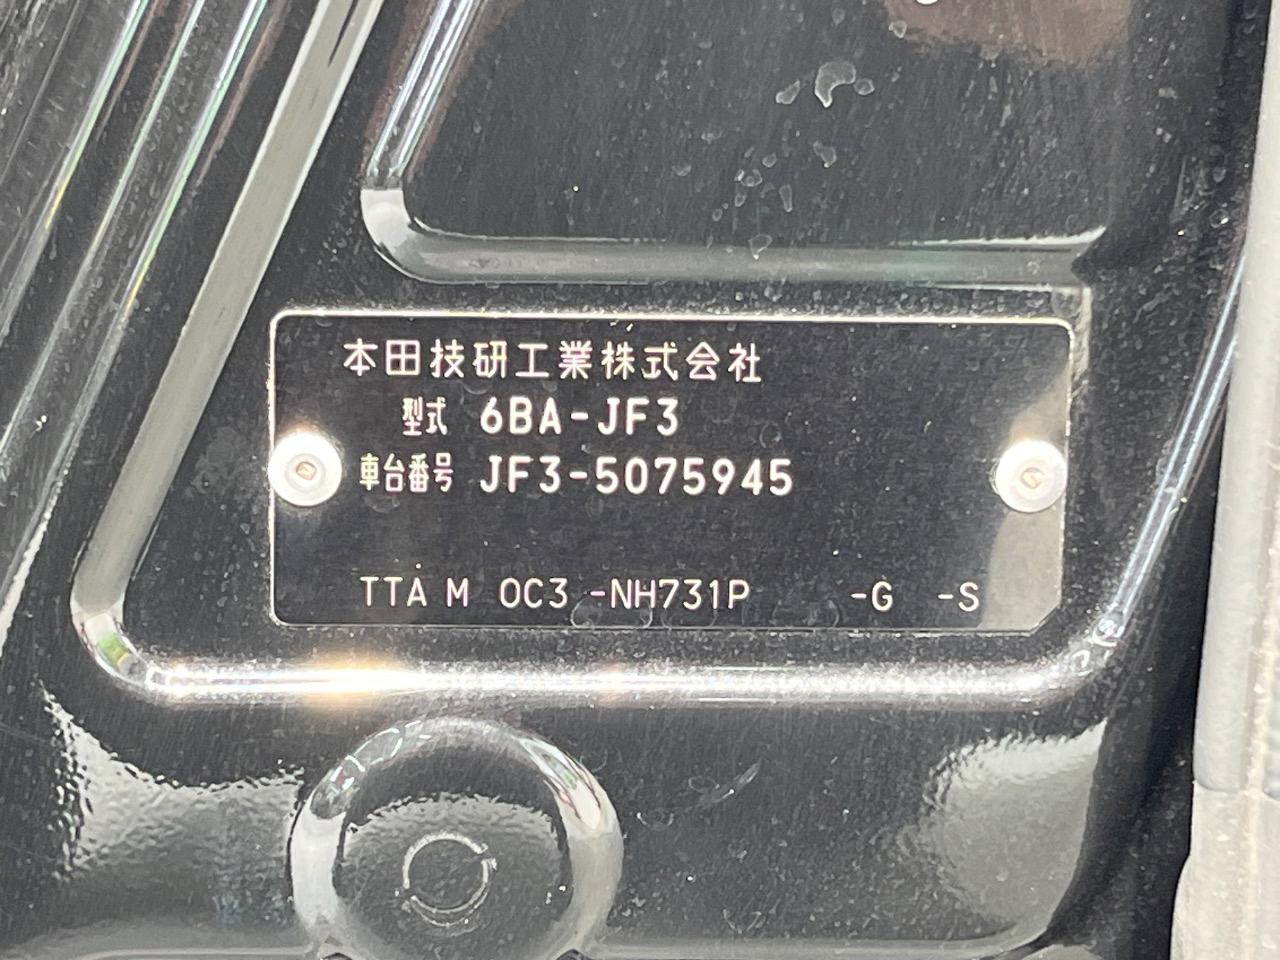 本田技研工業株式会社
型式 6BA-JF3
車台番号 JF3-5075945
TTA M 0C3 -NH731P -G -S